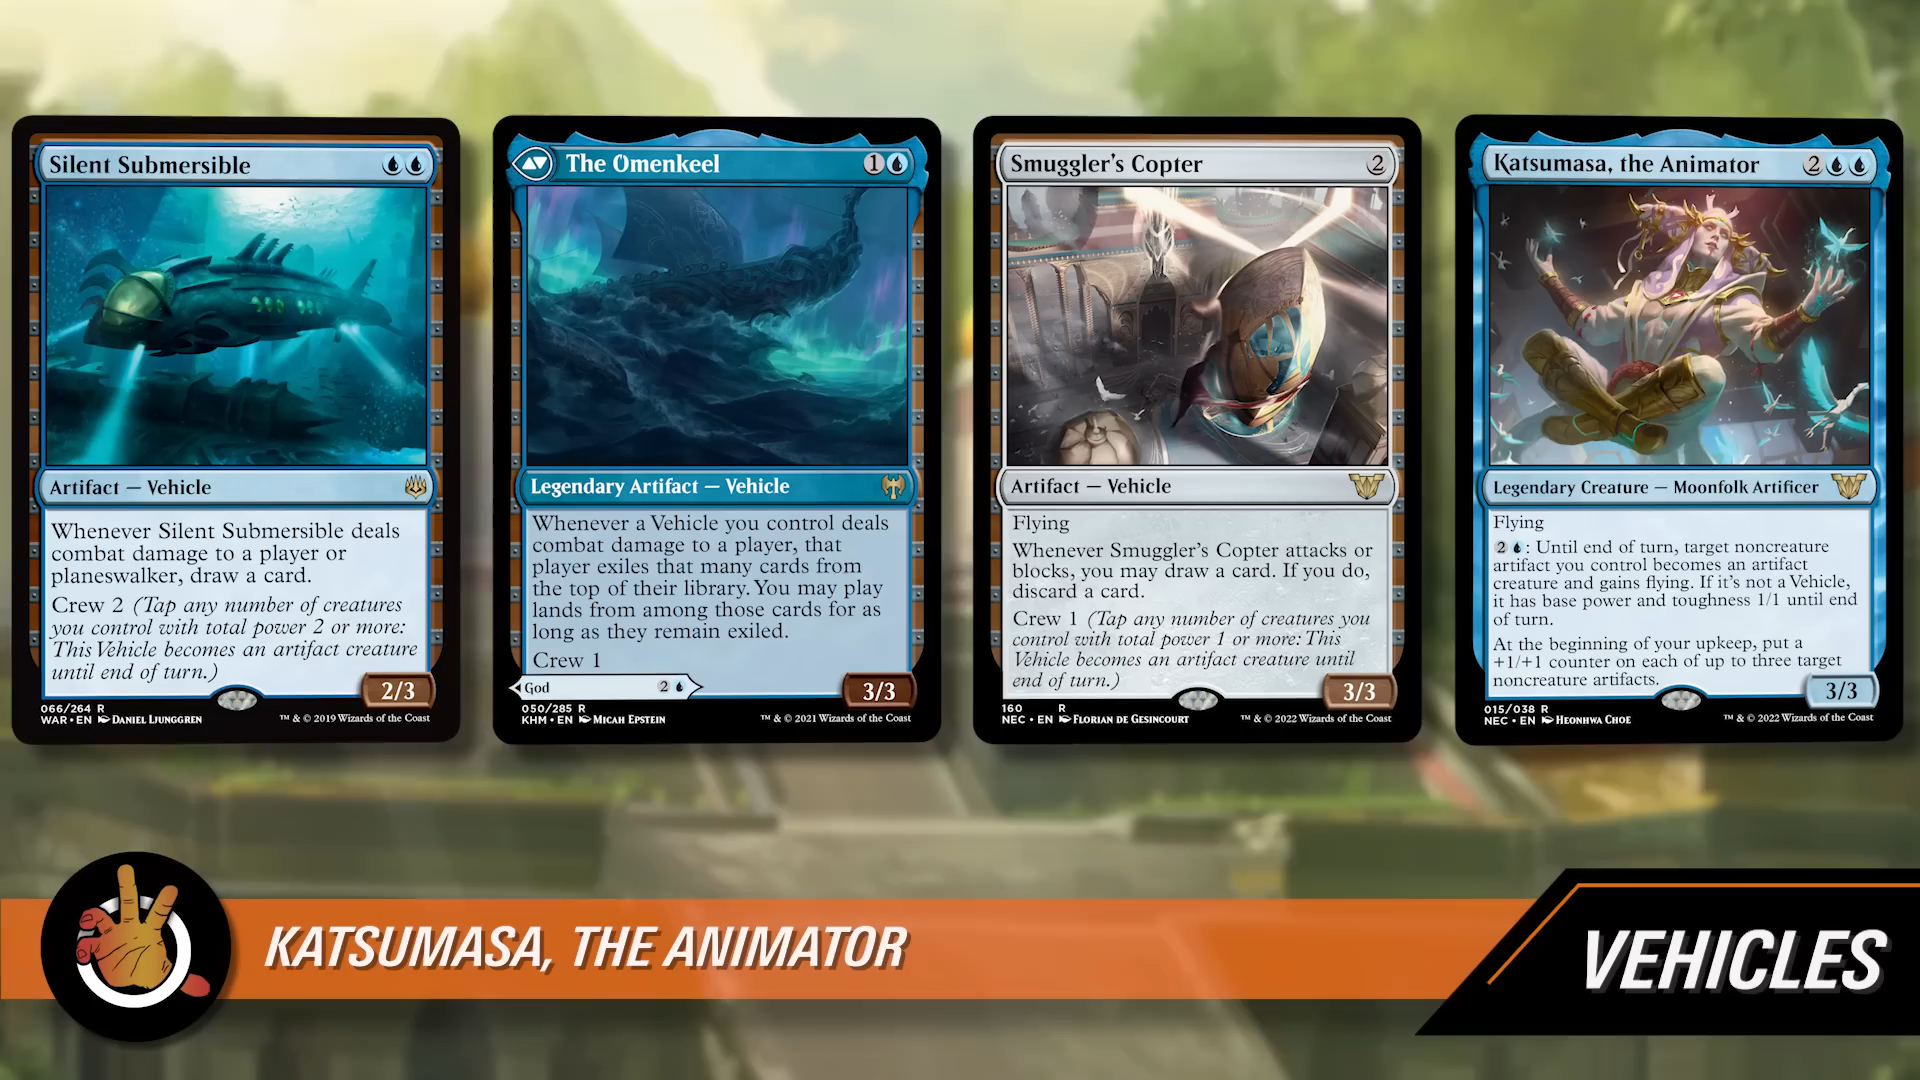 Silent Submersible
Artifact — Vehicle
Whenever Silent Submersible deals
combat damage to a player or
planeswalker, draw a card.
Crew 2 (Tap any number of creatures
you control with total power 2 or more:
This Vehicle becomes an artifact creature
until end of turn.)
2/3
066/264 R
WAR • EN Daniel Ljunggren
™ & © 2019 Wizards of the Coast
The Omenkeel 1
Legendary Artifact — Vehicle
Whenever a Vehicle you control deals
combat damage to a player, that
player exiles that many cards from
the top of their library. You may play
lands from among those cards for as
long as they remain exiled.
Crew 1
God 2
3/3
050/285 R
KHM • EN Micah Epstein
™ & © 2021 Wizards of the Coast
Smuggler's Copter 2
Artifact — Vehicle
Flying
Whenever Smuggler's Copter attacks or
blocks, you may draw a card. If you do,
discard a card.
Crew 1 (Tap any number of creatures you
control with total power 1 or more: This
Vehicle becomes an artifact creature until
end of turn.)
3/3
160 R
NEC • EN Florian de Gesincourt
™ & © 2022 Wizards of the Coast
Katsumasa, the Animator 2
Legendary Creature — Moonfolk Artificer
Flying
2 : Until end of turn, target noncreature
artifact you control becomes an artifact
creature and gains flying. If it's not a Vehicle,
it has base power and toughness 1/1 until end
of turn.
At the beginning of your upkeep, put a
+1/+1 counter on each of up to three target
noncreature artifacts.
3/3
015/038 R
NEC • EN Heonhwa Choe
™ & © 2022 Wizards of the Coast
KATSUMASA, THE ANIMATOR
VEHICLES